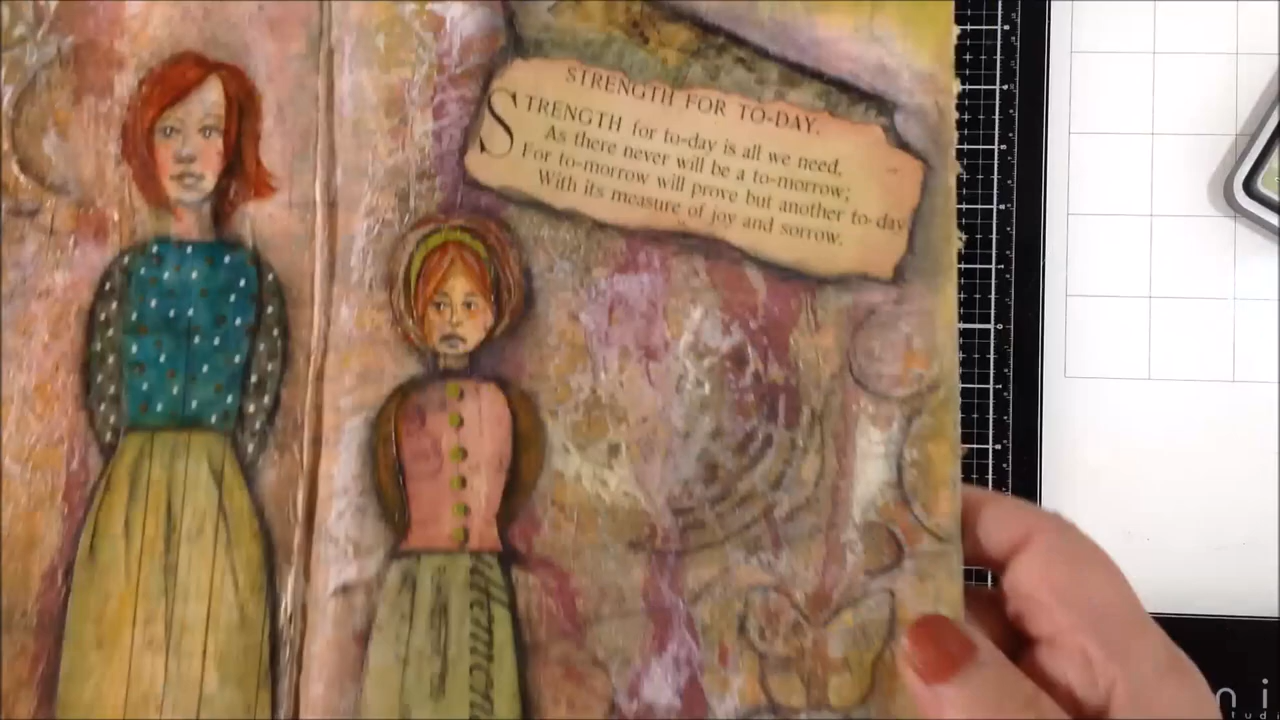 STRENGTH FOR TO-DAY.
STRENGTH for to-day is all we need,
As there never will be a to-morrow;
For to-morrow will prove but another to-day
With its measure of joy and sorrow.